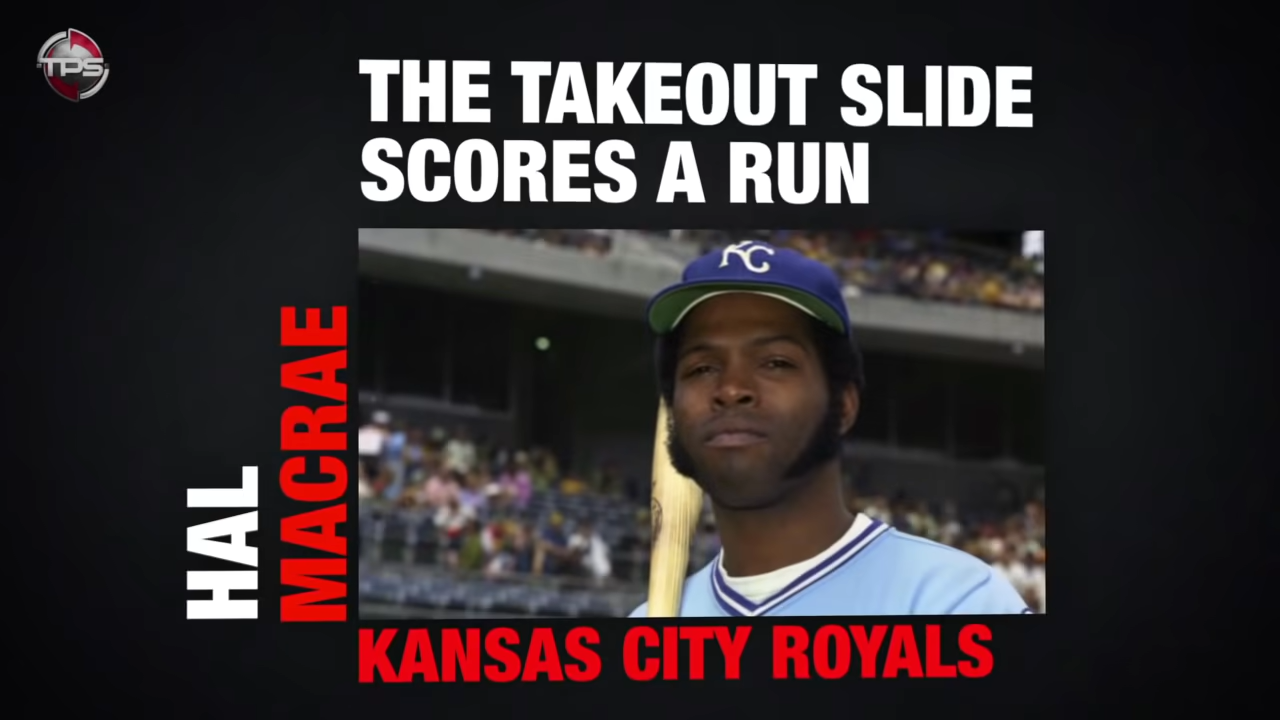 TPS
THE TAKEOUT SLIDE
SCORES A RUN
KC
HAL
MACRAE
KANSAS CITY ROYALS